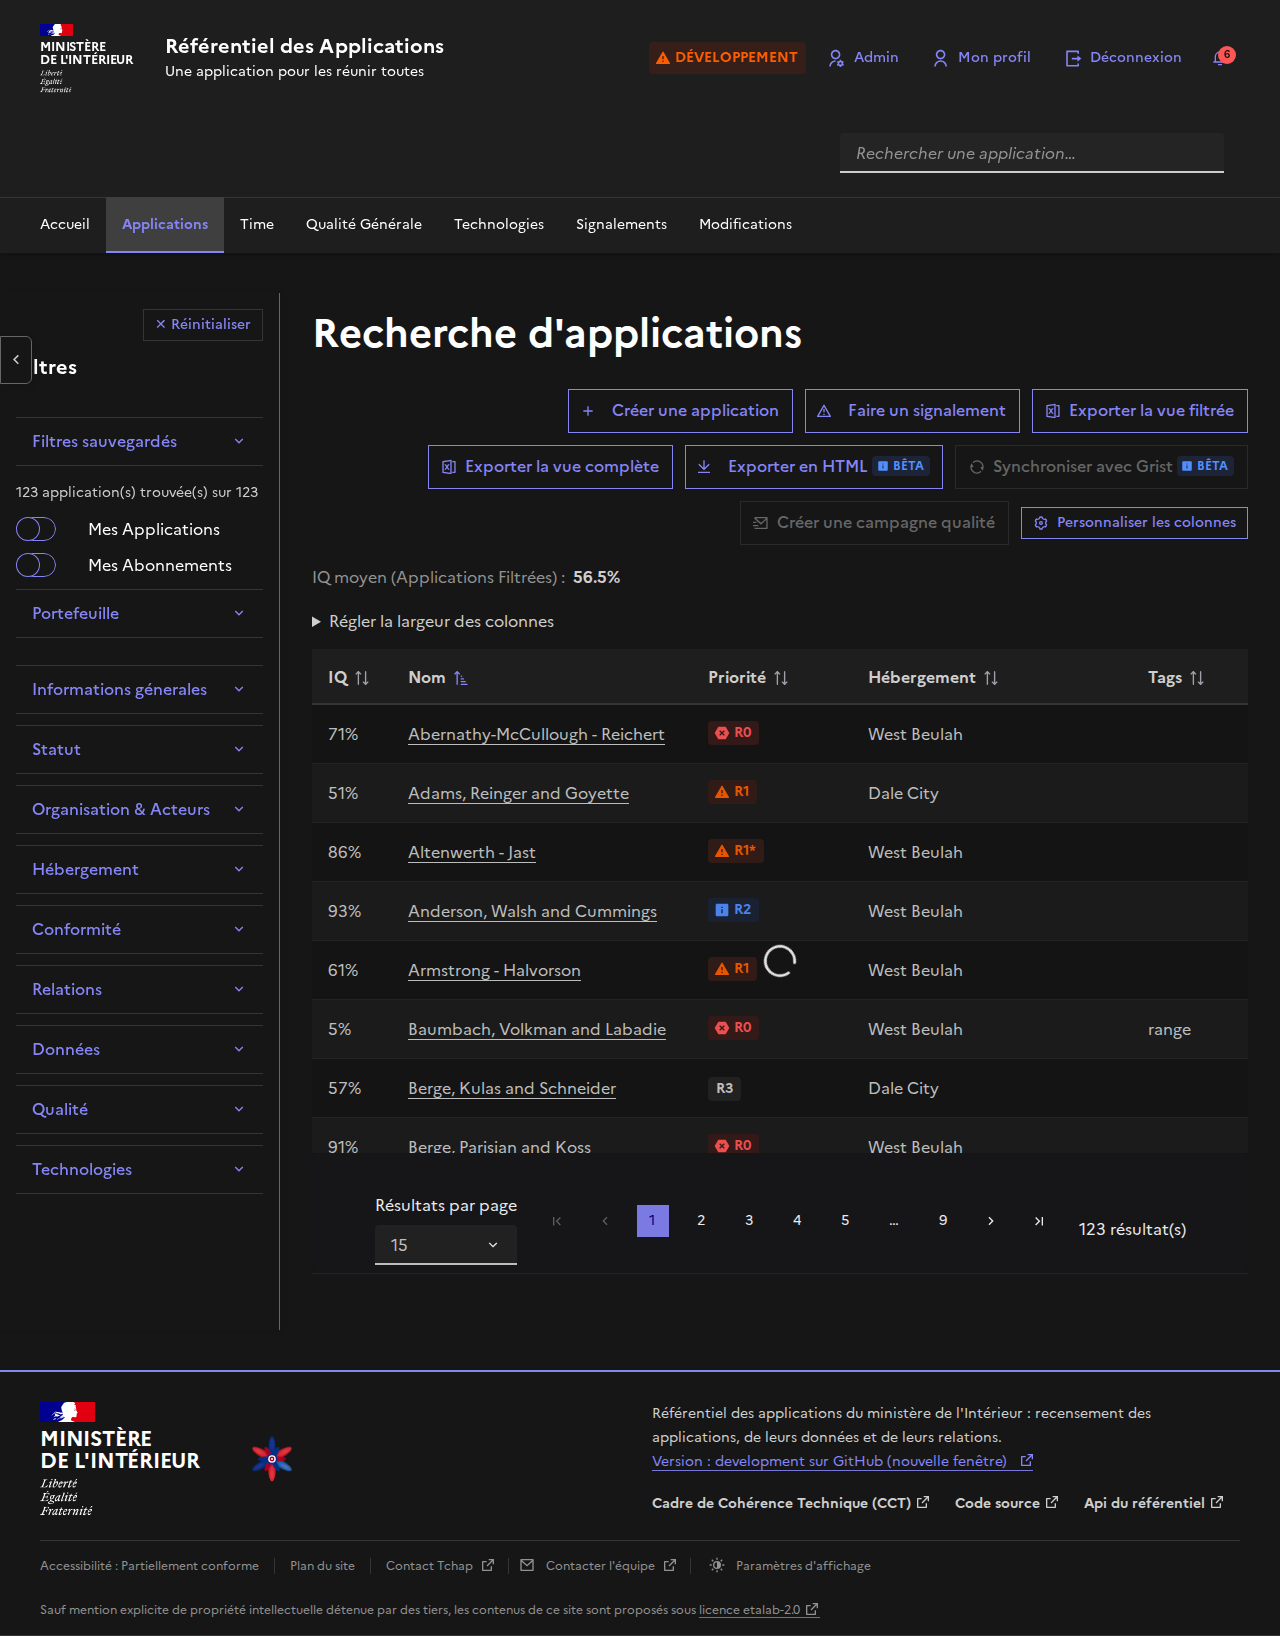 MINISTÈRE
DE L'INTÉRIEUR
Liberté
Égalité
Fraternité
Référentiel des Applications
Une application pour les réunir toutes
DÉVELOPPEMENT
Admin
Mon profil
Déconnexion
6
Rechercher une application...
Accueil
Applications
Time
Qualité Générale
Technologies
Signalements
Modifications
Réinitialiser
ltres
Filtres sauvegardés
123 application(s) trouvée(s) sur 123
Mes Applications
Mes Abonnements
Portefeuille
Informations génerales
Statut
Organisation & Acteurs
Hébergement
Conformité
Relations
Données
Qualité
Technologies
Recherche d'applications
Créer une application
Faire un signalement
Exporter la vue filtrée
Exporter la vue complète
Exporter en HTML BÊTA
Synchroniser avec Grist BÊTA
Créer une campagne qualité
Personnaliser les colonnes
IQ moyen (Applications Filtrées) : 56.5%
Régler la largeur des colonnes
IQ Nom Priorité Hébergement Tags
71% Abernathy-McCullough - Reichert R0 West Beulah
51% Adams, Reinger and Goyette R1 Dale City
86% Altenwerth - Jast R1* West Beulah
93% Anderson, Walsh and Cummings R2 West Beulah
61% Armstrong - Halvorson R1 West Beulah
5% Baumbach, Volkman and Labadie R0 West Beulah range
57% Berge, Kulas and Schneider R3 Dale City
91% Berge, Parisian and Koss R0 West Beulah
Résultats par page
15
1 2 3 4 5 … 9
123 résultat(s)
MINISTÈRE
DE L'INTÉRIEUR
Liberté
Égalité
Fraternité
Référentiel des applications du ministère de l'Intérieur : recensement des
applications, de leurs données et de leurs relations.
Version : development sur GitHub (nouvelle fenêtre)
Cadre de Cohérence Technique (CCT)
Code source
Api du référentiel
Accessibilité : Partiellement conforme
Plan du site
Contact Tchap
Contacter l'équipe
Paramètres d'affichage
Sauf mention explicite de propriété intellectuelle détenue par des tiers, les contenus de ce site sont proposés sous licence etalab-2.0